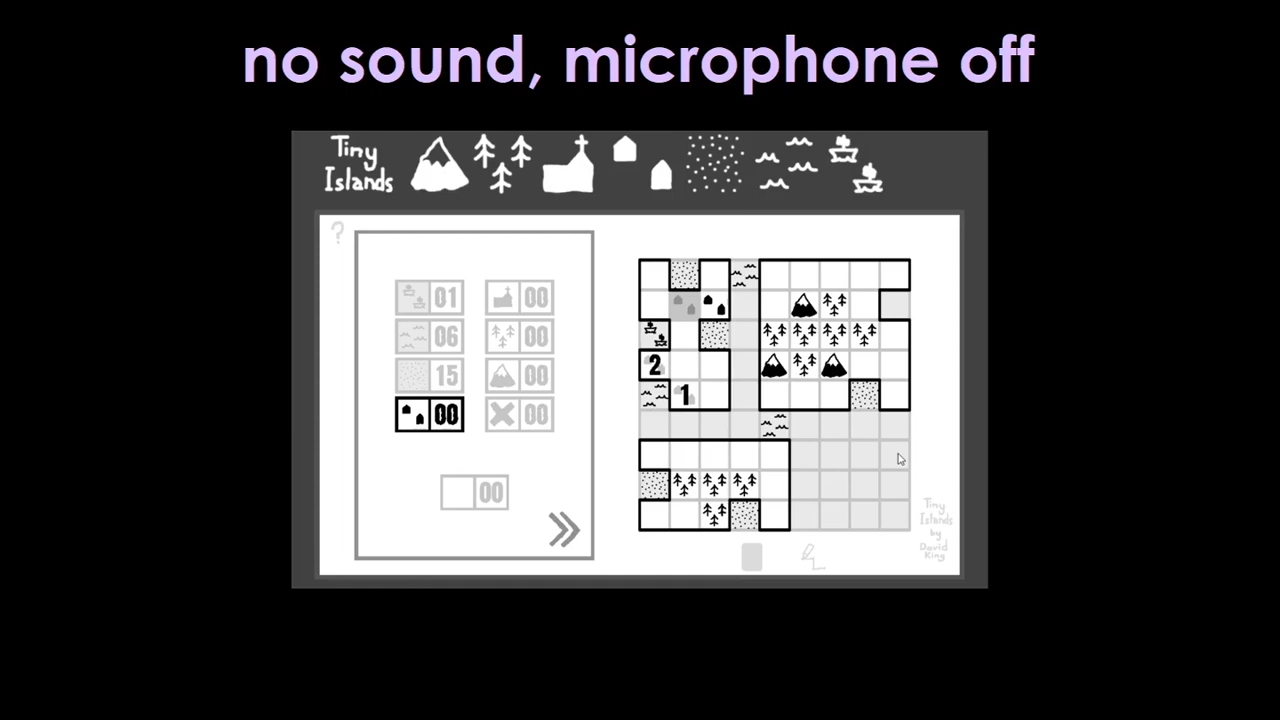 no sound, microphone off
Tiny
Islands
?
01 00
06 00
15 00
00 00
00
2
1
Tiny
Islands
by
David
King